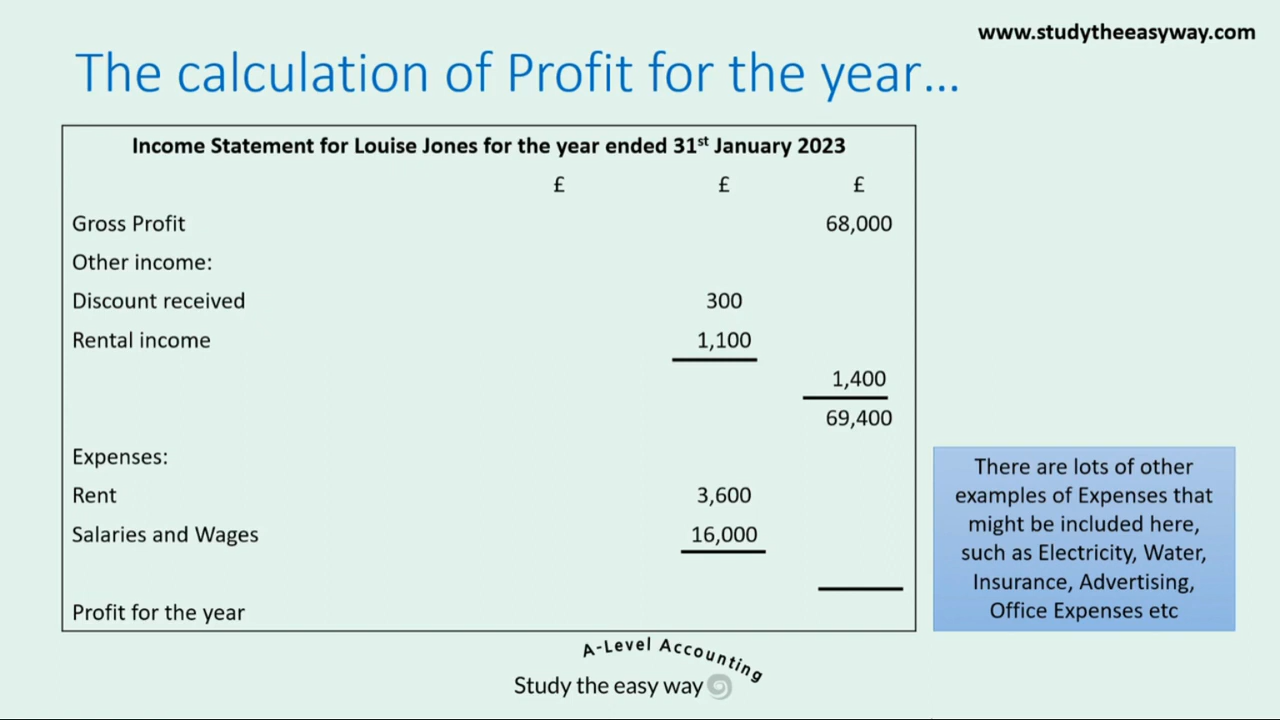 www.studytheeasyway.com
The calculation of Profit for the year...
Income Statement for Louise Jones for the year ended 31st January 2023
£ £ £
Gross Profit 68,000
Other income:
Discount received 300
Rental income 1,100
1,400
69,400
Expenses:
Rent 3,600
Salaries and Wages 16,000
Profit for the year
There are lots of other
examples of Expenses that
might be included here,
such as Electricity, Water,
Insurance, Advertising,
Office Expenses etc
A-Level Accounting
Study the easy way